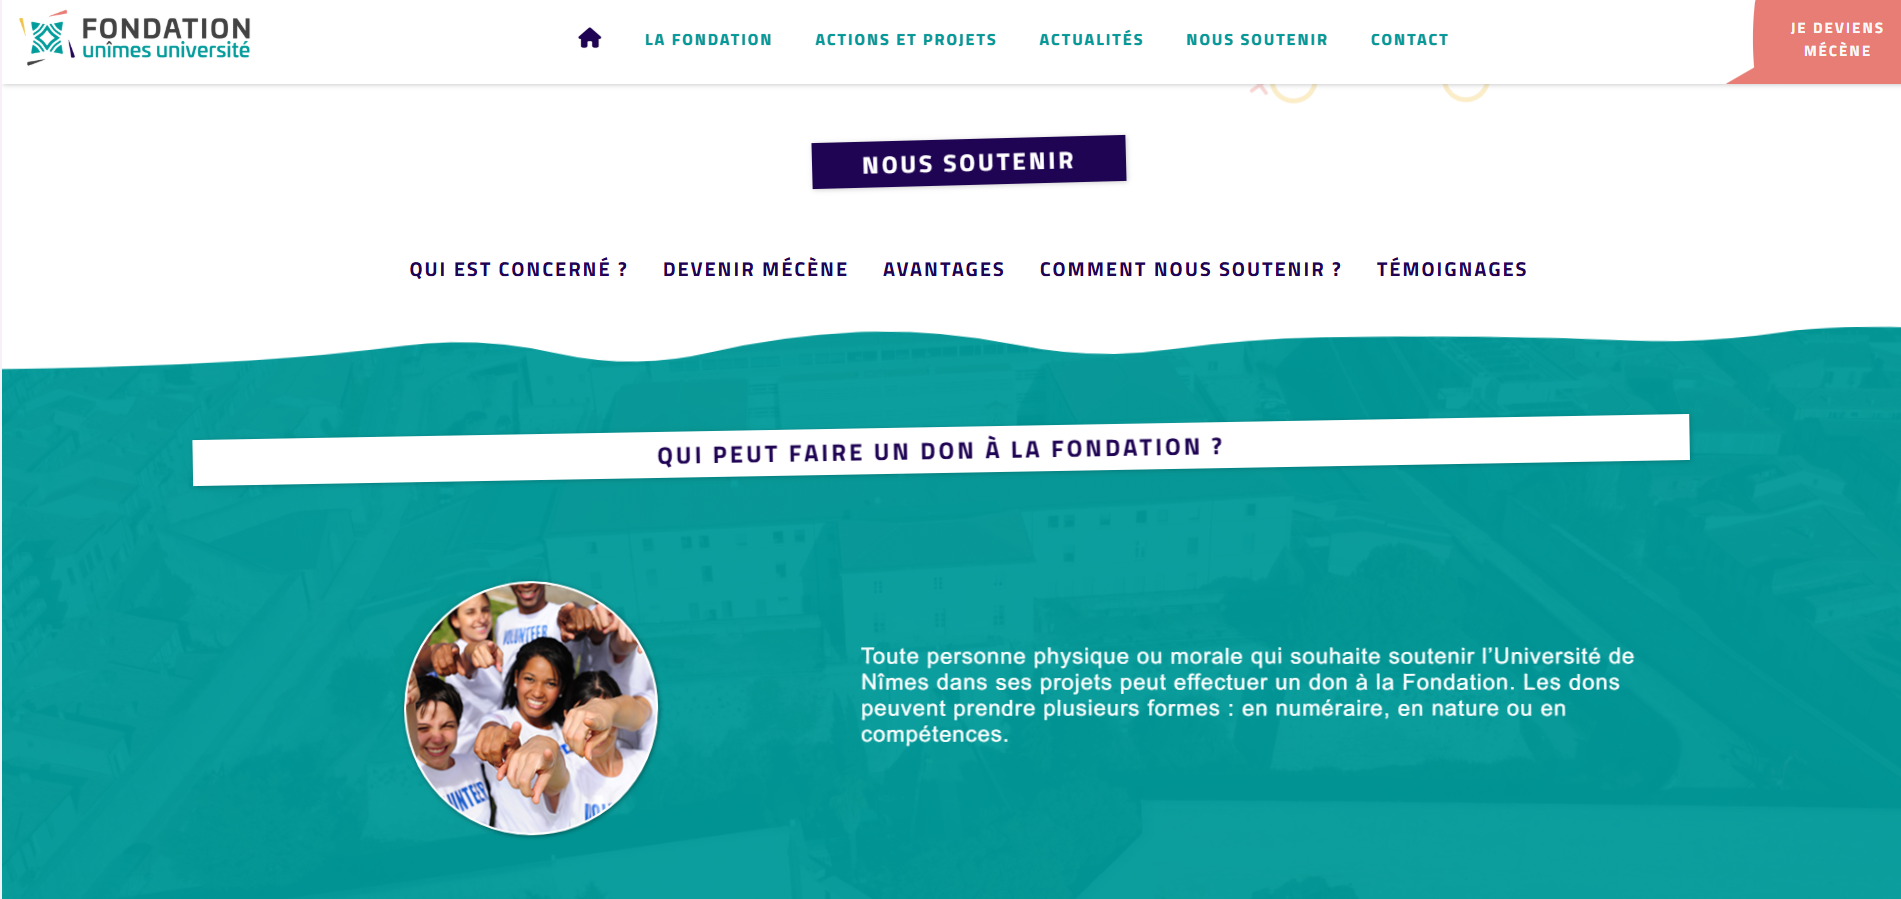 FONDATION
unîmes université
LA FONDATION
ACTIONS ET PROJETS
ACTUALITÉS
NOUS SOUTENIR
CONTACT
JE DEVIENS
MÉCÈNE
NOUS SOUTENIR
QUI EST CONCERNÉ ?
DEVENIR MÉCÈNE
AVANTAGES
COMMENT NOUS SOUTENIR ?
TÉMOIGNAGES
QUI PEUT FAIRE UN DON À LA FONDATION ?
VOLUNTEER
Toute personne physique ou morale qui souhaite soutenir l'Université de
Nîmes dans ses projets peut effectuer un don à la Fondation. Les dons
peuvent prendre plusieurs formes : en numéraire, en nature ou en
compétences.